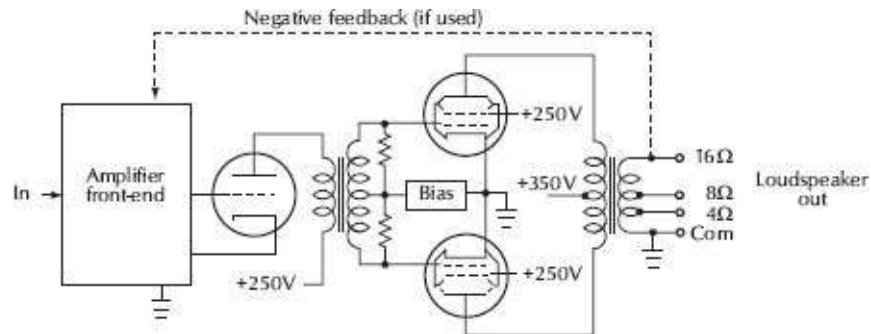 Negative feedback (if used)
Amplifier
front-end
In
+250V
Bias
+250V
+350V
+250V
16Ω
8Ω
4Ω
Com
Loudspeaker
out